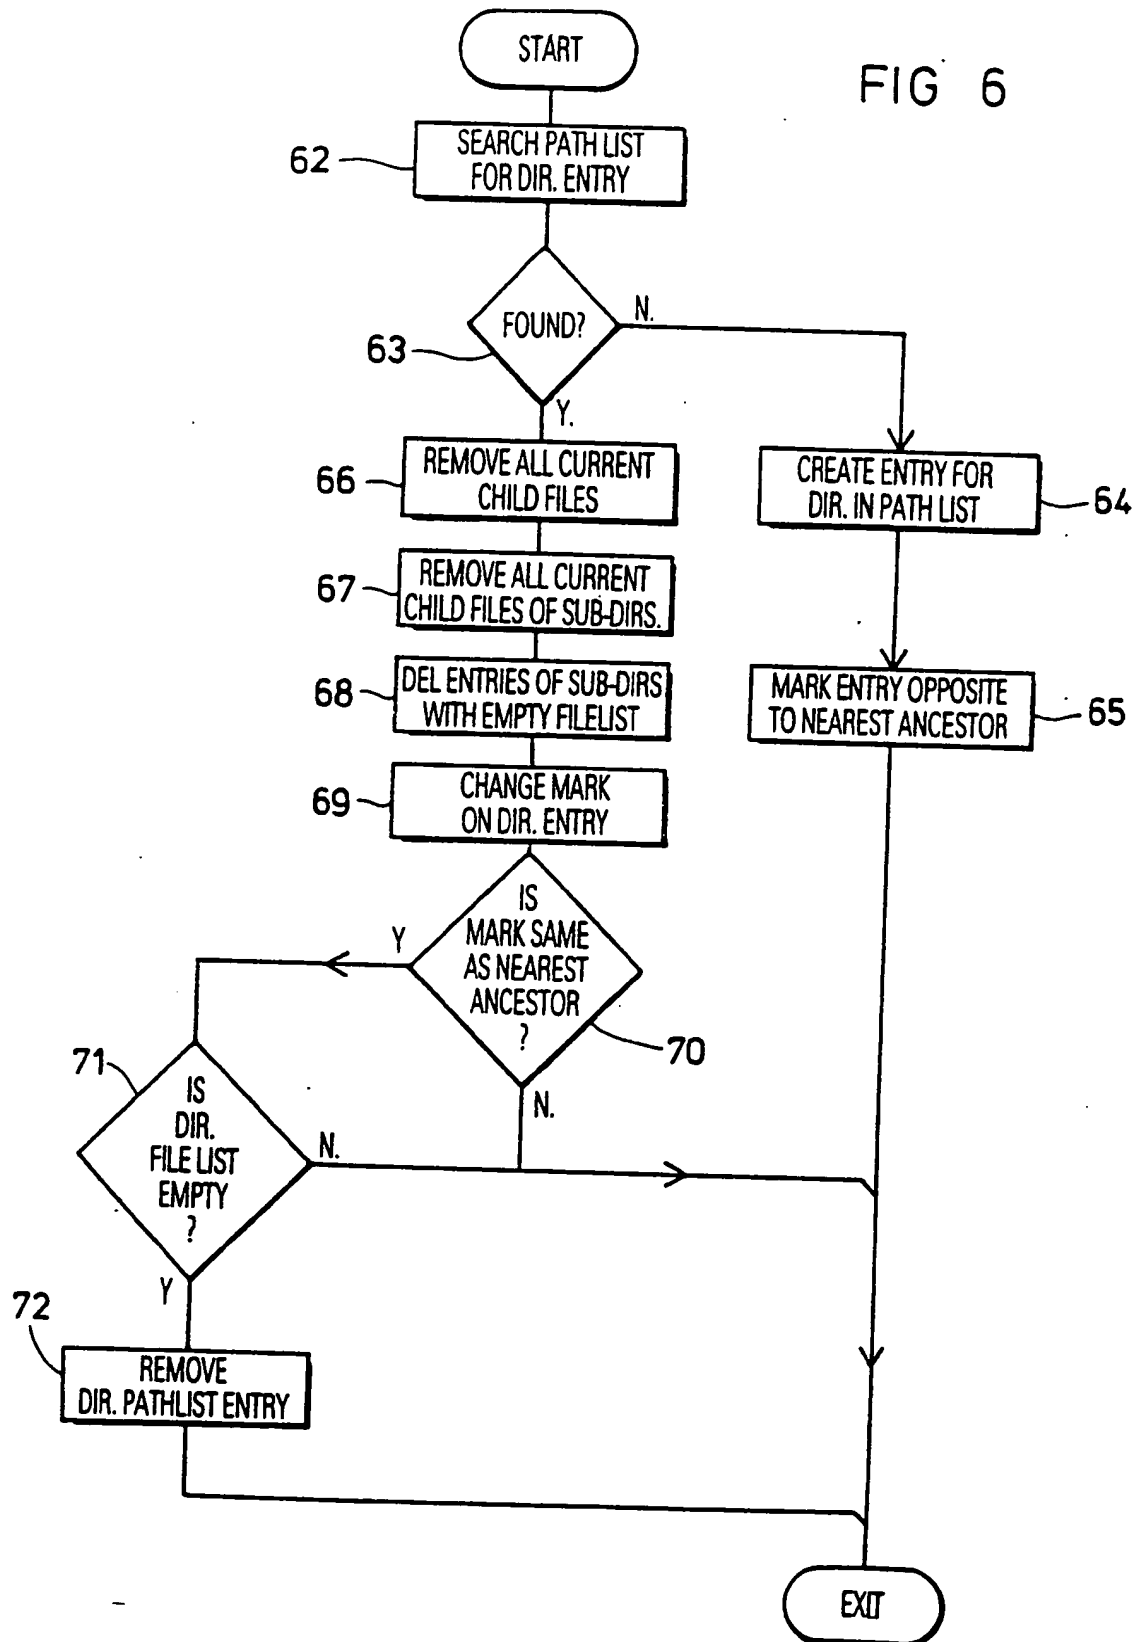 START
FIG 6
62
SEARCH PATH LIST
FOR DIR. ENTRY
63
FOUND?
N.
Y.
66
REMOVE ALL CURRENT
CHILD FILES
CREATE ENTRY FOR
DIR. IN PATH LIST
64
67
REMOVE ALL CURRENT
CHILD FILES OF SUB-DIRS.
68
DEL ENTRIES OF SUB-DIRS
WITH EMPTY FILELIST
MARK ENTRY OPPOSITE
TO NEAREST ANCESTOR
65
69
CHANGE MARK
ON DIR. ENTRY
IS
MARK SAME
AS NEAREST
ANCESTOR
?
Y
70
N.
71
IS
DIR.
FILE LIST
EMPTY
?
N.
Y
72
REMOVE
DIR. PATHLIST ENTRY
EXIT